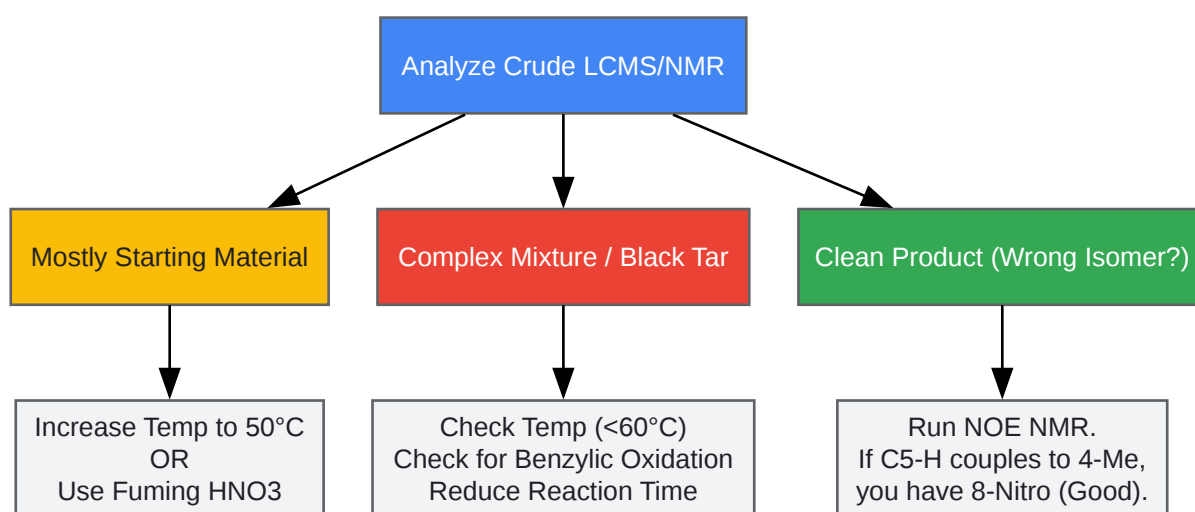 Analyze Crude LCMS/NMR
Mostly Starting Material
Complex Mixture / Black Tar
Clean Product (Wrong Isomer?)
Increase Temp to 50°C
OR
Use Fuming HNO3
Check Temp (<60°C)
Check for Benzylic Oxidation
Reduce Reaction Time
Run NOE NMR.
If C5-H couples to 4-Me,
you have 8-Nitro (Good).